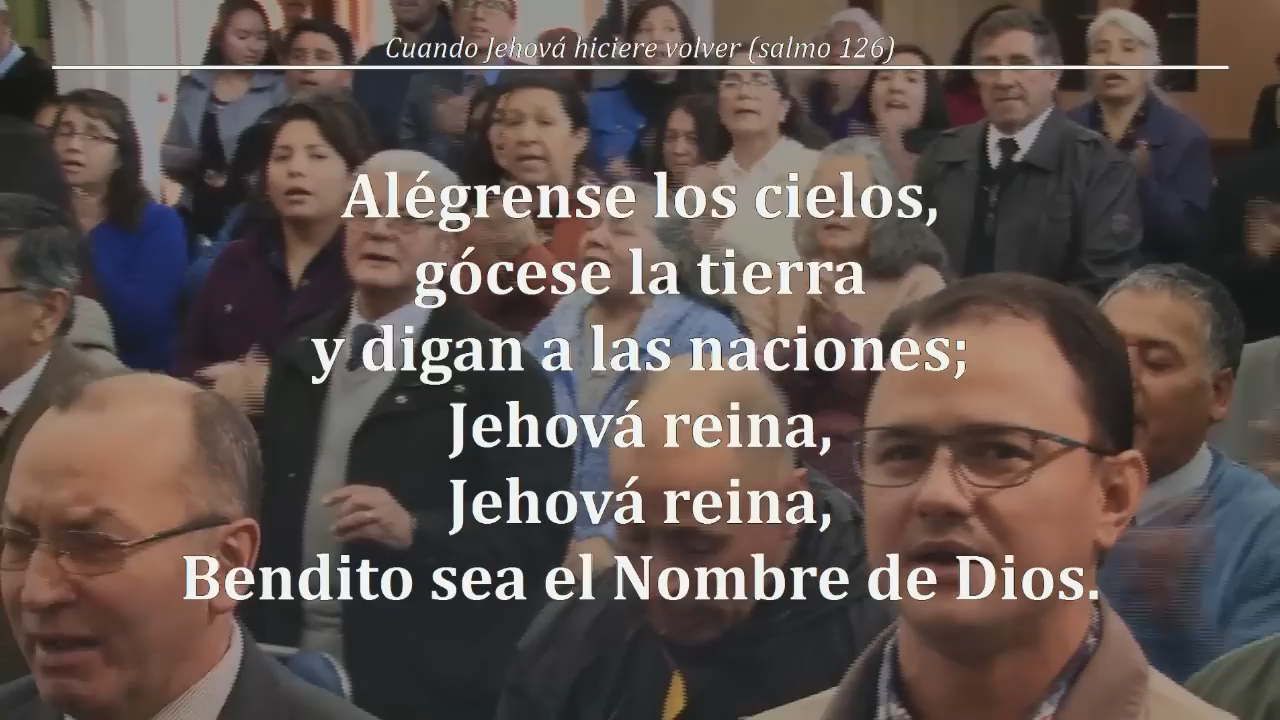 Cuando Jehová hiciere volver (salmo 126)
Alégrense los cielos,
gócese la tierra
y digan a las naciones;
Jehová reina,
Jehová reina,
Bendito sea el Nombre de Dios.